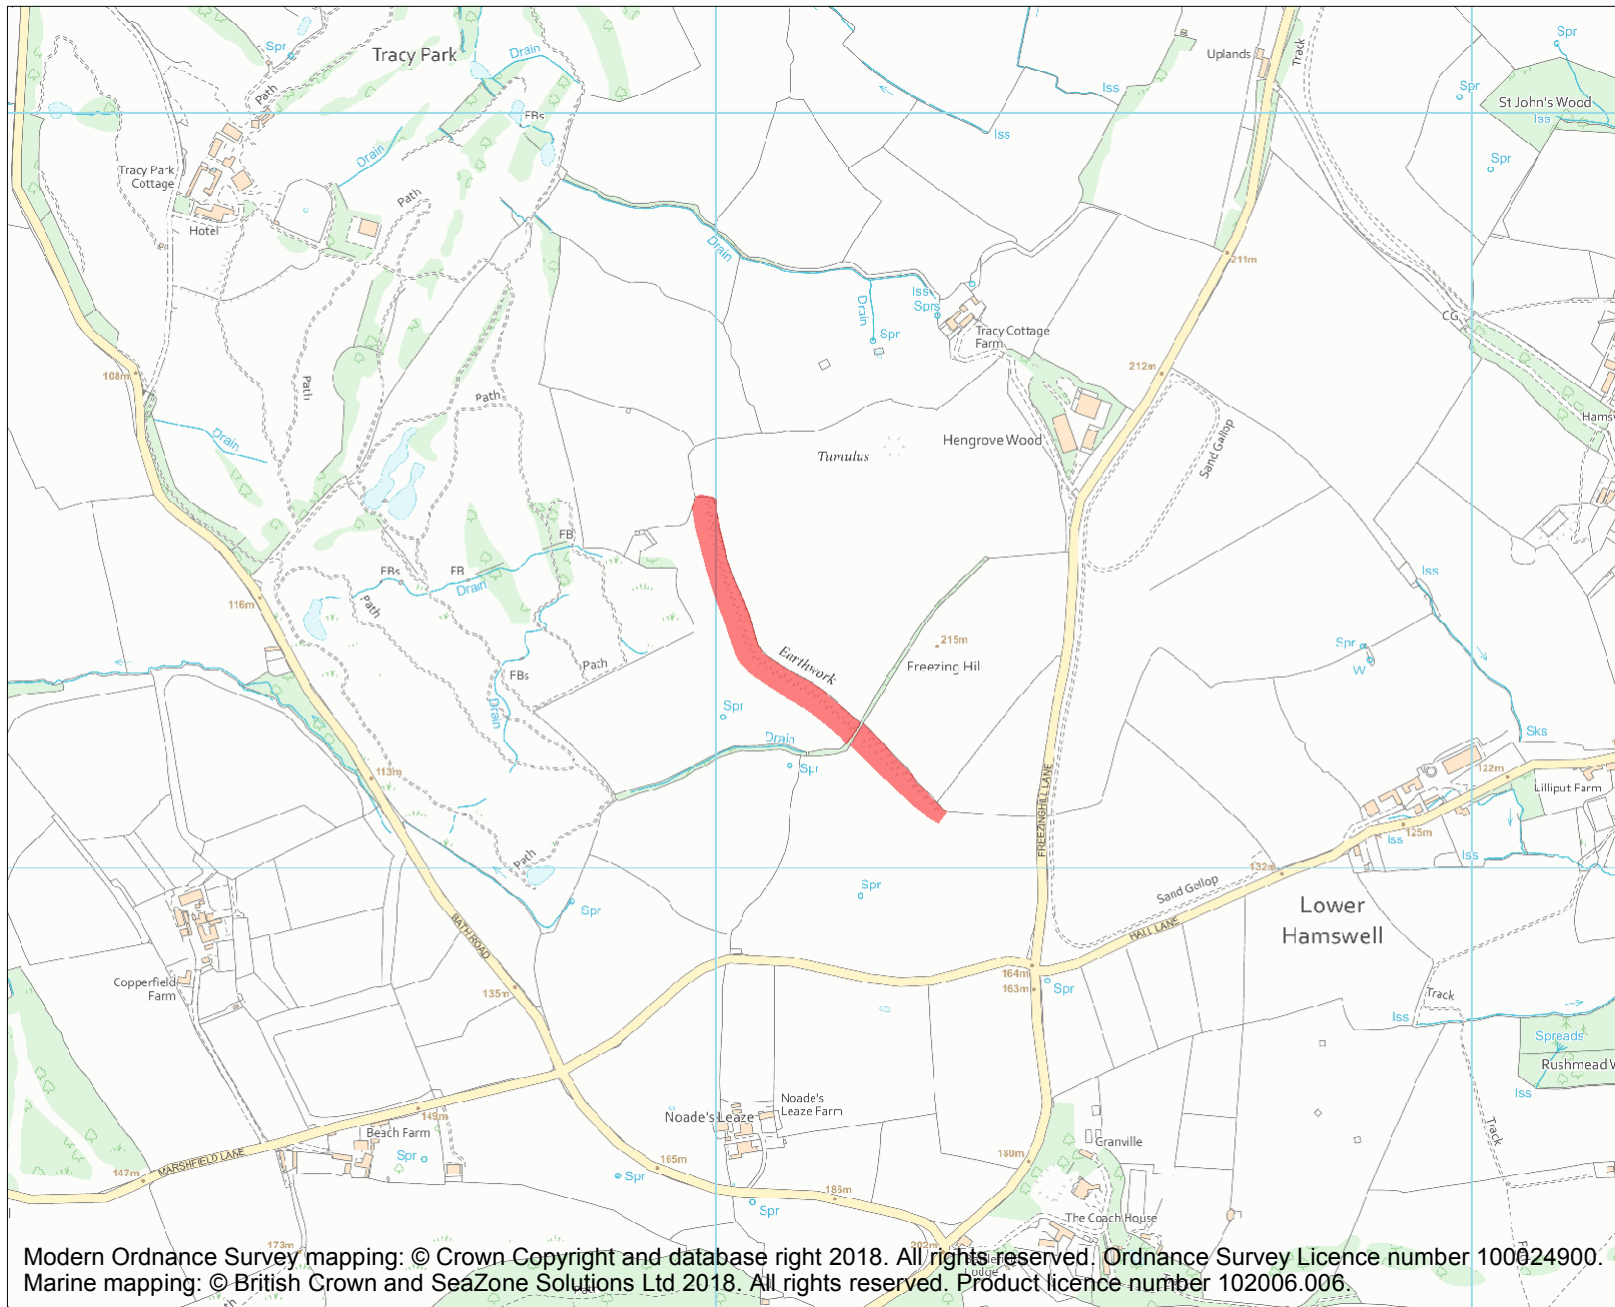 Spr
Tracy Park
Drain
Uplands
Track
Spr
Spr
Path
Iss
St John's Wood
Iss
FBs
Iss
Drain
Spr
Tracy Park
Cottage
Path
Hotel
Drain
211m
Iss
Sprs
Drain
Spr
CG
Tracy Cottage
Farm
108m
212m
Path
Path
Drain
Hengrove Wood
Sand Gallop
Tumulus
FB
FBs
FB
Drain
Iss
116m
Path
215m
Spr
W
Earthwork
Path
Freezing Hil
FBs
Spr
Drain
Drain
Sks
Spr
113m
122m
Lilliput Farm
FREEZINGHILL LANE
125m
Iss
Iss
Path
132m
Spr
Sand Gallop
Spr
Lower
Hamswell
BATH ROAD
HALL LANE
164m
Copperfield
Farm
135m
163m
Spr
Track
Iss
Spreads
Rushmead W
Iss
Noade's
Leaze Farm
149m
Noade's Leaze
Track
Beach Farm
Granville
MARSHFIELD LANE
147m
Spr
165m
180m
Spr
186m
Spr
The Coach House
173m
202m
Lodge
Modern Ordnance Survey mapping: © Crown Copyright and database right 2018. All rights reserved. Ordnance Survey Licence number 100024900.
Marine mapping: © British Crown and SeaZone Solutions Ltd 2018. All rights reserved. Product licence number 102006.006.